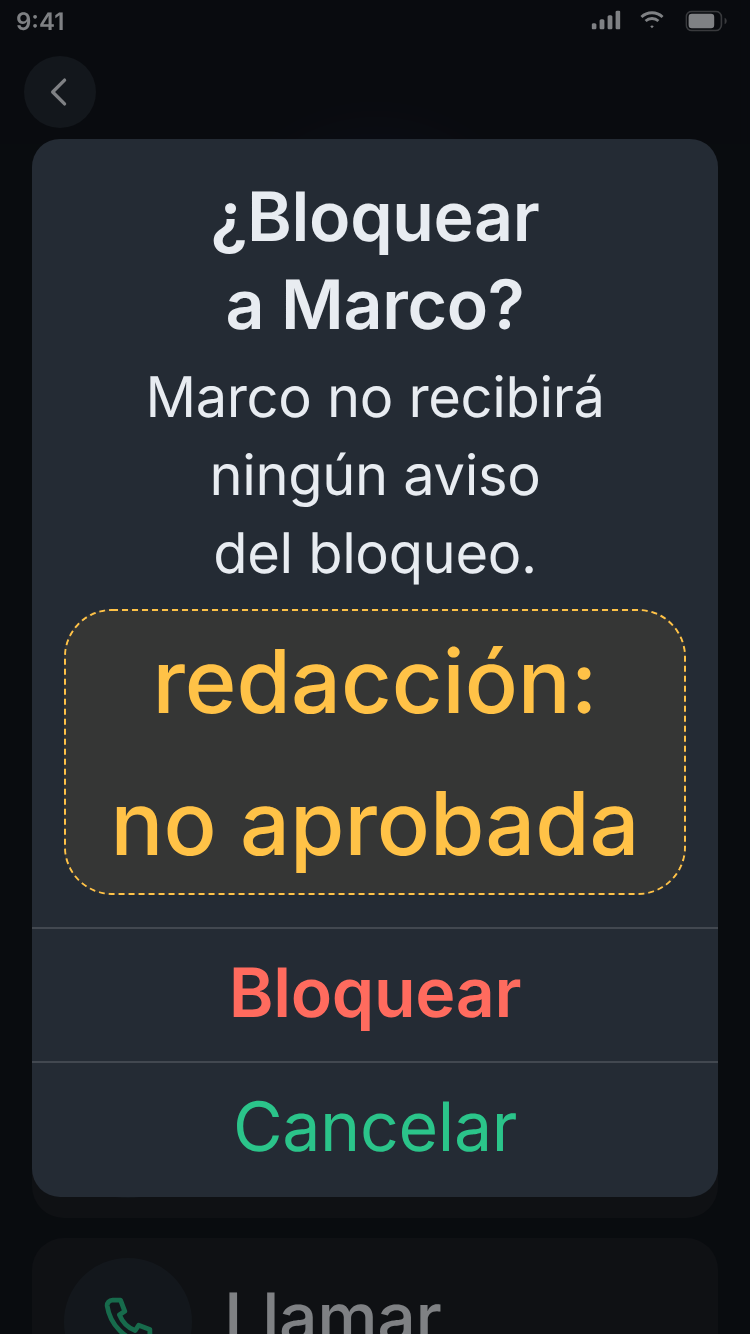 9:41
¿Bloquear
a Marco?
Marco no recibirá
ningún aviso
del bloqueo.
redacción:
no aprobada
Bloquear
Cancelar
Llamar